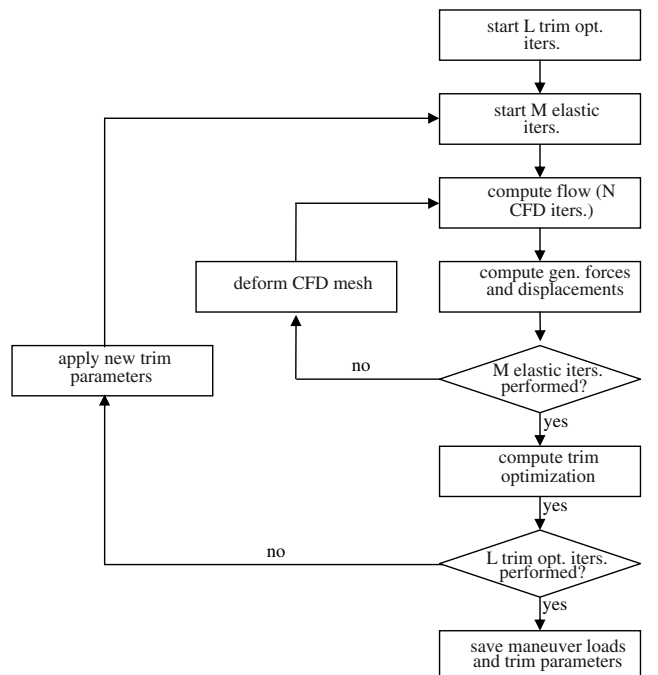 start L trim opt.
iters.
start M elastic
iters.
compute flow (N
CFD iters.)
deform CFD mesh
compute gen. forces
and displacements
apply new trim
parameters
no
M elastic iters.
performed?
yes
compute trim
optimization
yes
no
L trim opt. iters.
performed?
yes
save maneuver loads
and trim parameters